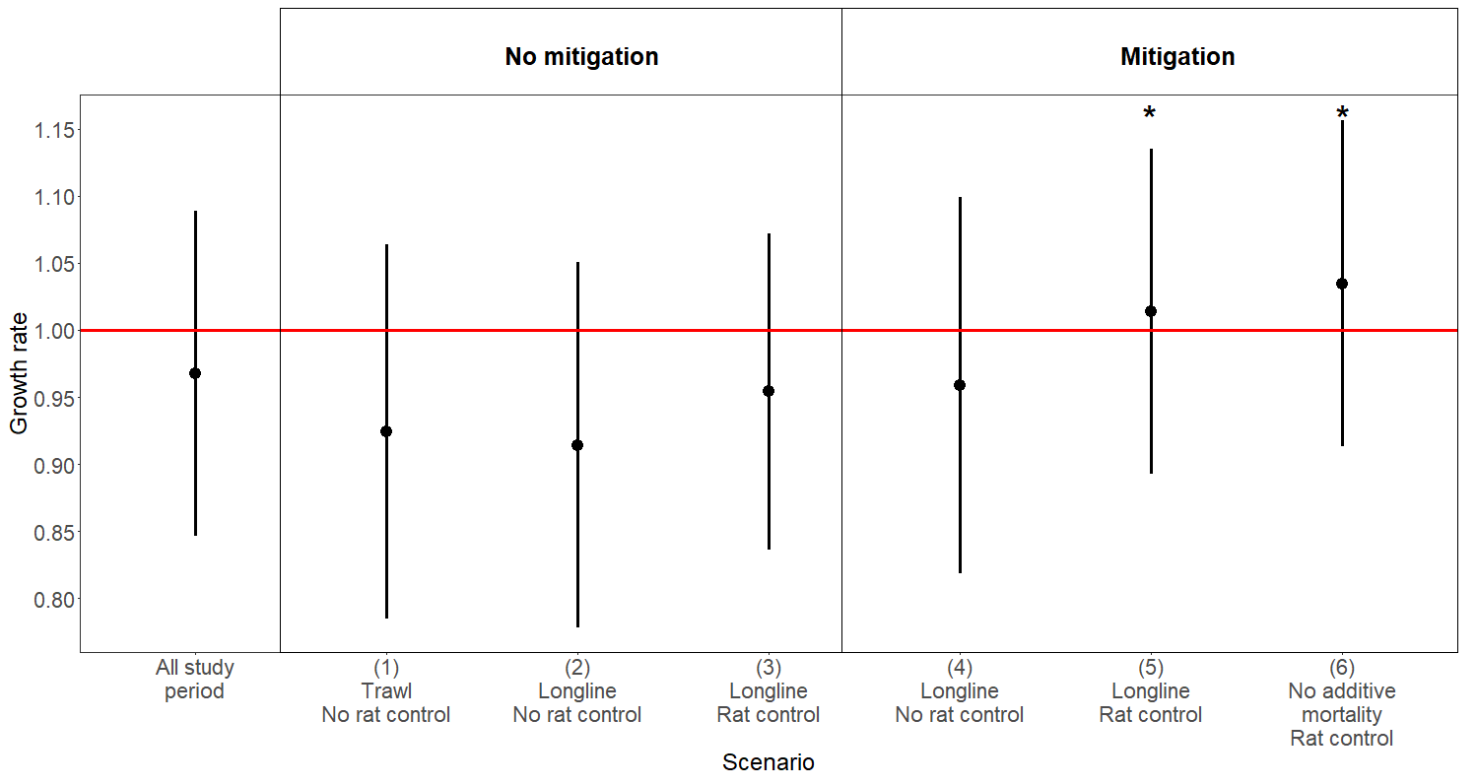 No mitigation
Mitigation
* *
1.15
1.10
1.05
1.00
0.95
0.90
0.85
0.80
Growth rate
All study
period
(1)
Trawl
No rat control
(2)
Longline
No rat control
(3)
Longline
Rat control
(4)
Longline
No rat control
(5)
Longline
Rat control
(6)
No additive
mortality
Rat control
Scenario